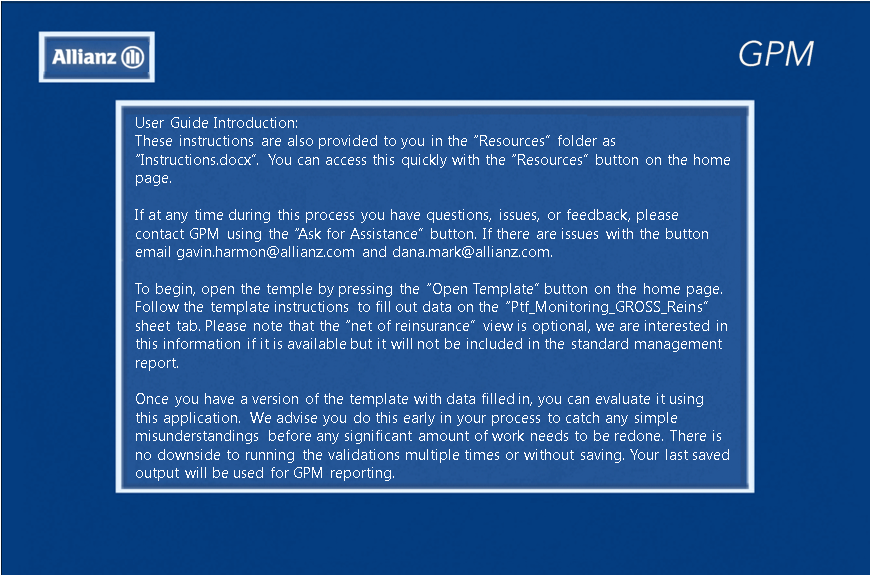 Allianz
GPM
User Guide Introduction:
These instructions are also provided to you in the "Resources" folder as
"Instructions.docx". You can access this quickly with the "Resources" button on the home
page.
If at any time during this process you have questions, issues, or feedback, please
contact GPM using the "Ask for Assistance" button. If there are issues with the button
email gavin.harmon@allianz.com and dana.mark@allianz.com.
To begin, open the temple by pressing the "Open Template" button on the home page.
Follow the template instructions to fill out data on the "Ptf_Monitoring_GROSS_Reins"
sheet tab. Please note that the "net of reinsurance" view is optional, we are interested in
this information if it is available but it will not be included in the standard management
report.
Once you have a version of the template with data filled in, you can evaluate it using
this application. We advise you do this early in your process to catch any simple
misunderstandings before any significant amount of work needs to be redone. There is
no downside to running the validations multiple times or without saving. Your last saved
output will be used for GPM reporting.